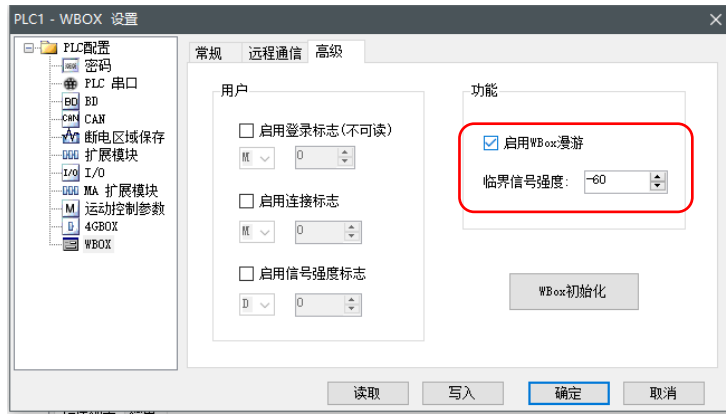 PLC1 - WBOX 设置
PLC配置
密码
PLC 串口
BD
CAN
断电区域保存
扩展模块
I/O
MA 扩展模块
运动控制参数
4GBOX
WBOX
常规 远程通信 高级
用户
启用登录标志(不可读)
M 0
启用连接标志
M 0
启用信号强度标志
D 0
功能
启用WBox漫游
临界信号强度: -60
WBox初始化
读取 写入 确定 取消